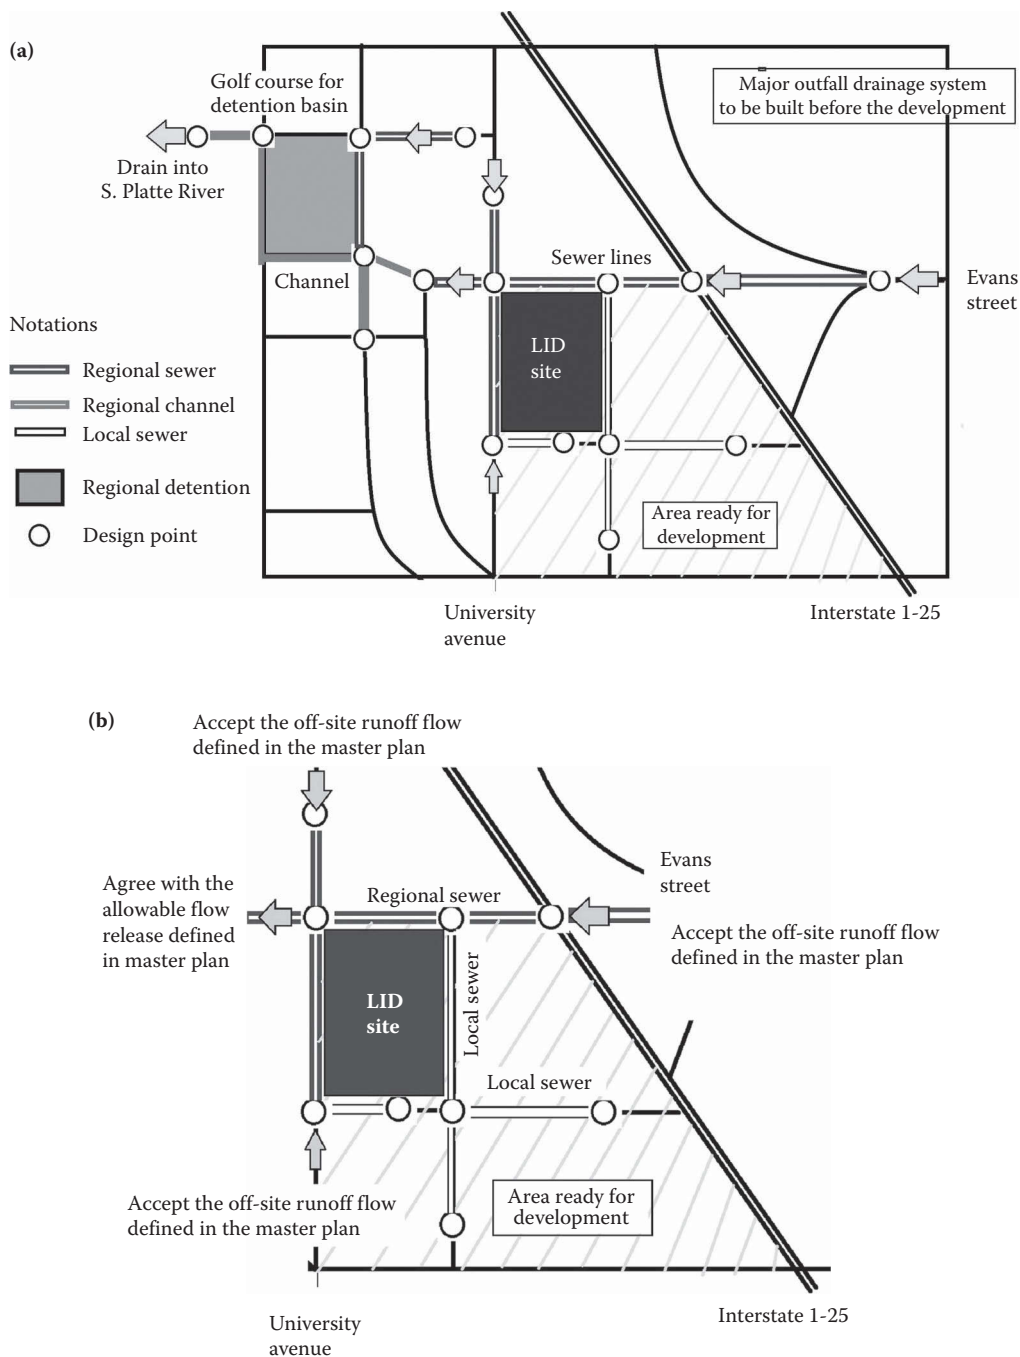 (a)
Golf course for
detention basin
Major outfall drainage system
to be built before the development
Drain into
S. Platte River
Sewer lines
Channel
Evans
street
LID
site
Notations
Regional sewer
Regional channel
Local sewer
Regional detention
Design point
Area ready for
development
University
avenue
Interstate 1-25
(b)
Accept the off-site runoff flow
defined in the master plan
Evans
street
Agree with the
allowable flow
release defined
in master plan
Regional sewer
Accept the off-site runoff flow
defined in the master plan
LID
site
Local sewer
Local sewer
Accept the off-site runoff flow
defined in the master plan
Area ready for
development
University
avenue
Interstate 1-25